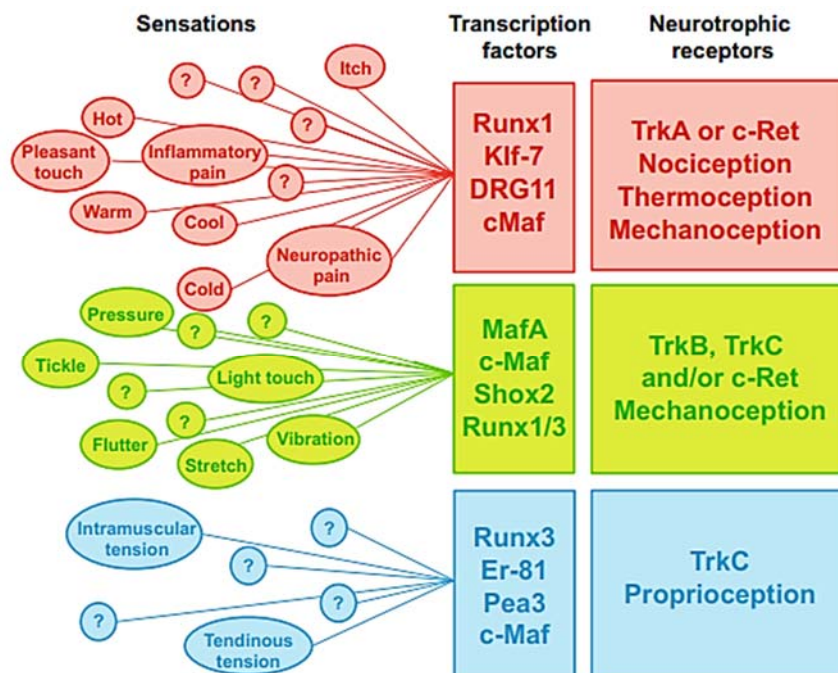 Sensations
Transcription
factors
Neurotrophic
receptors
Itch
?
?
?
Hot
Pleasant
touch
Inflammatory
pain
?
Warm
Cool
Neuropathic
pain
Cold
Runx1
Klf-7
DRG11
cMaf
TrkA or c-Ret
Nociception
Thermoception
Mechanoception
Pressure
?
?
Tickle
Light touch
?
?
Flutter
Vibration
Stretch
MafA
c-Maf
Shox2
Runx1/3
TrkB, TrkC
and/or c-Ret
Mechanoception
Intramuscular
tension
?
?
?
?
Tendinous
tension
Runx3
Er-81
Pea3
c-Maf
TrkC
Proprioception